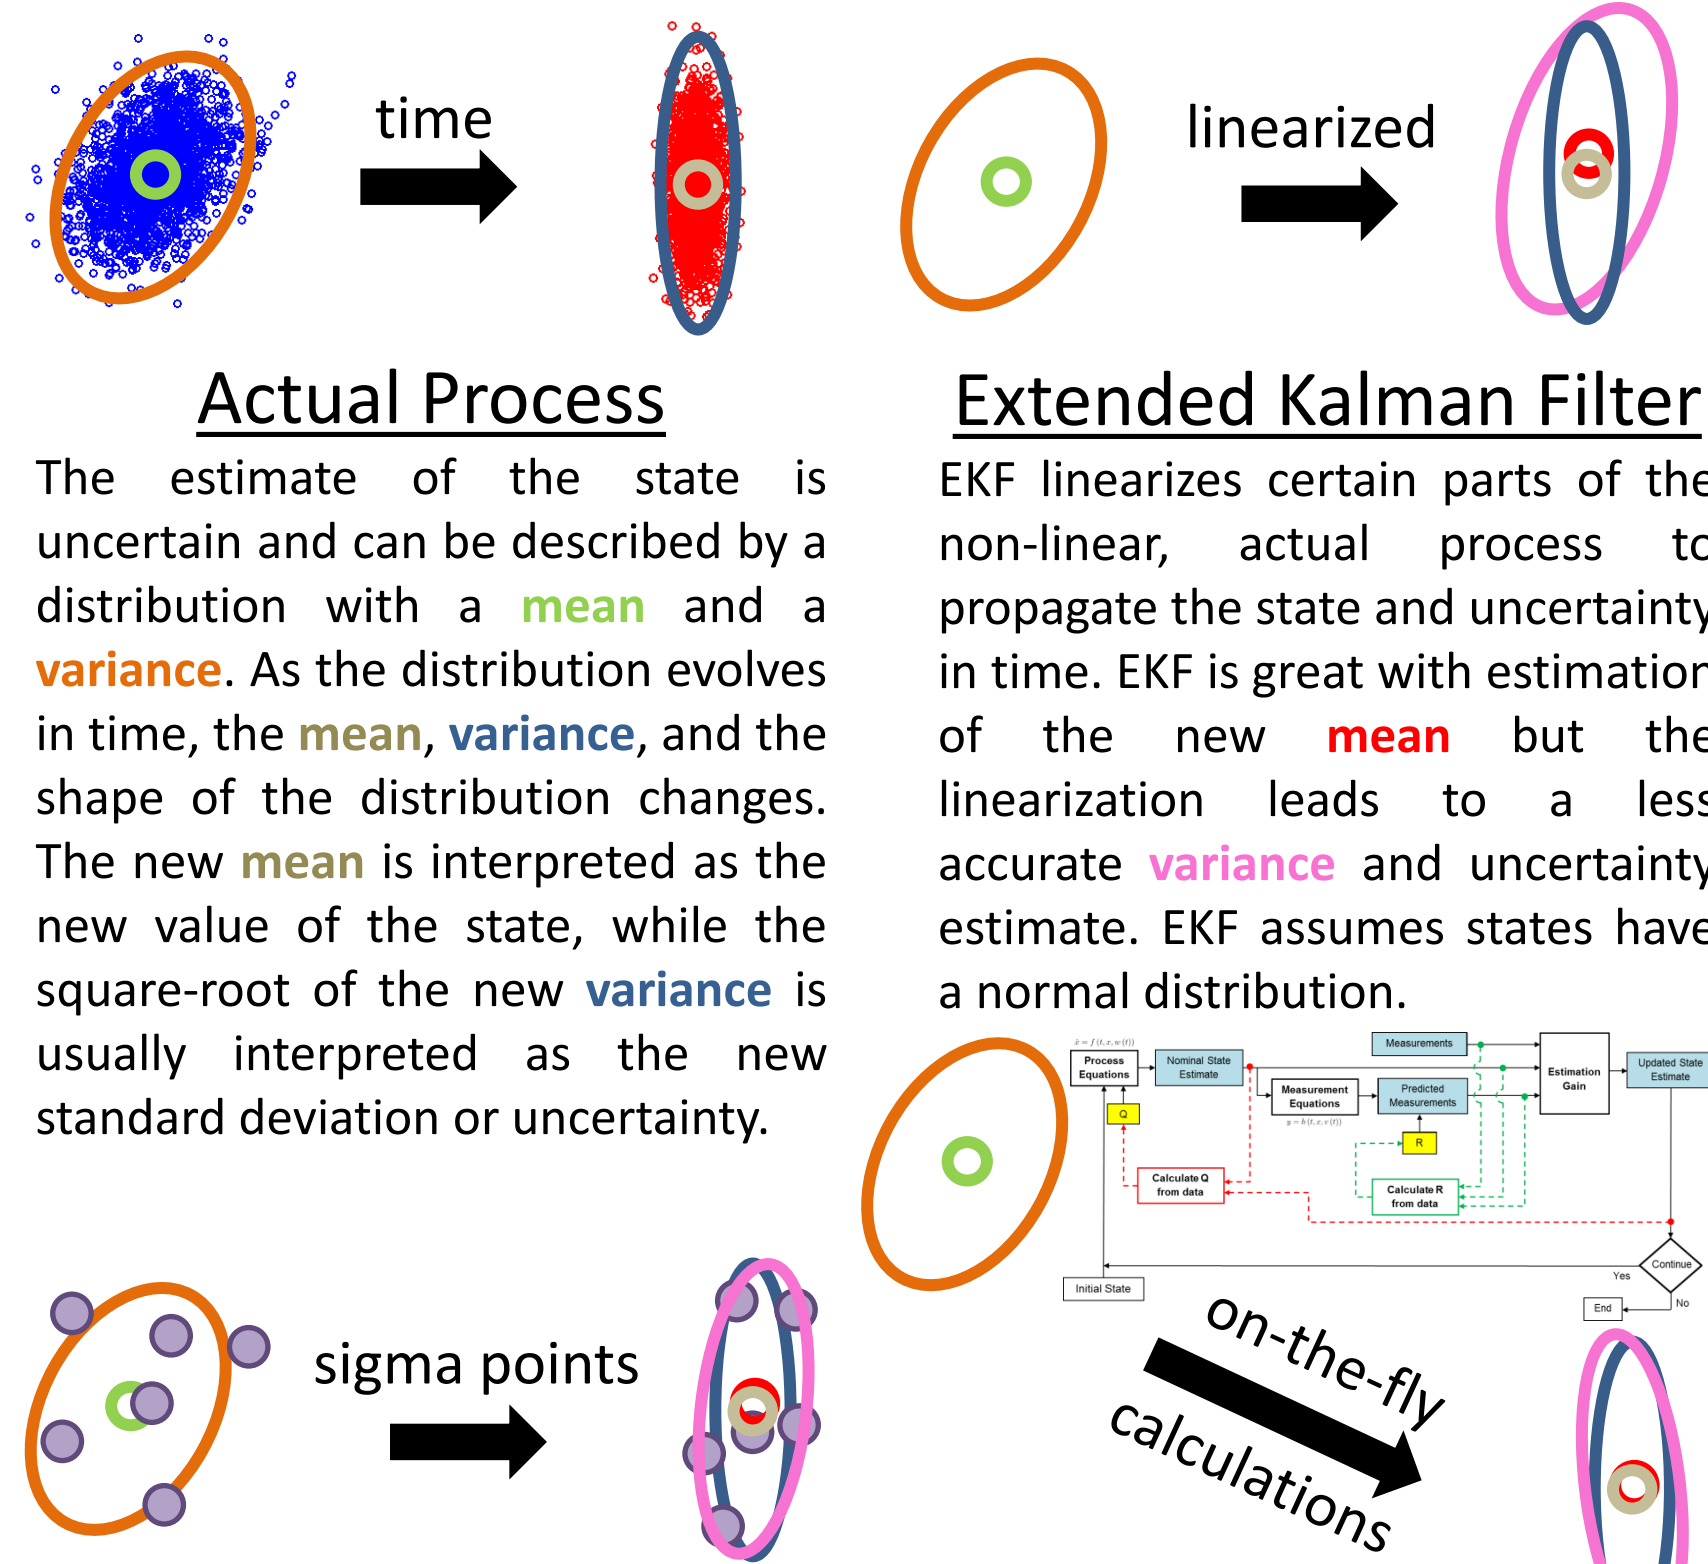 time
linearized
Actual Process
The estimate of the state is
uncertain and can be described by a
distribution with a mean and a
variance. As the distribution evolves
in time, the mean, variance, and the
shape of the distribution changes.
The new mean is interpreted as the
new value of the state, while the
square-root of the new variance is
usually interpreted as the new
standard deviation or uncertainty.
Extended Kalman Filter
EKF linearizes certain parts of the
non-linear, actual process to
propagate the state and uncertainty
in time. EKF is great with estimation
of the new mean but the
linearization leads to a less
accurate variance and uncertainty
estimate. EKF assumes states have
a normal distribution.
ẋ = f (t, x, w (t))
Process
Equations
Nominal State
Estimate
Measurements
Measurement
Equations
y = h (t, x, v (t))
Predicted
Measurements
Estimation
Gain
Updated State
Estimate
Q
R
Calculate Q
from data
Calculate R
from data
Continue
Yes
No
Initial State
End
sigma points
on-the-fly
calculations